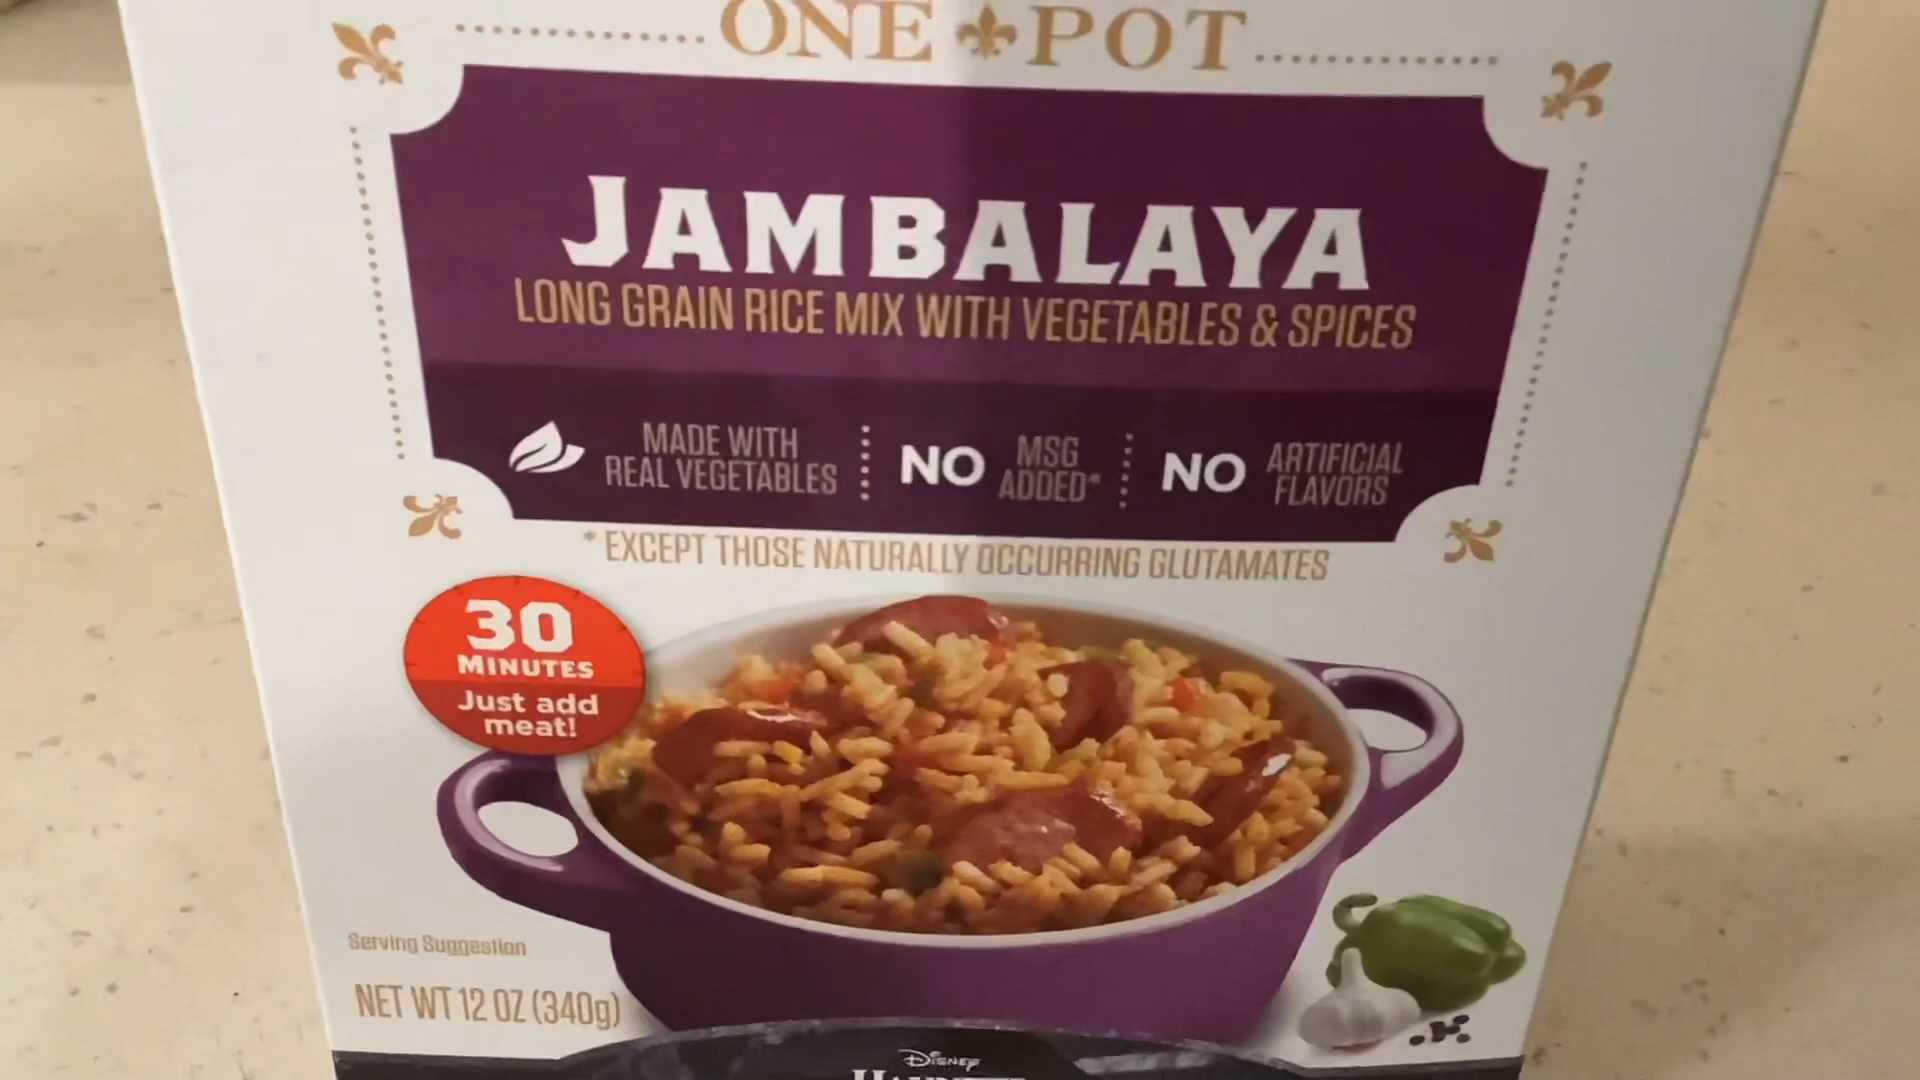 ONE POT
JAMBALAYA
LONG GRAIN RICE MIX WITH VEGETABLES & SPICES
MADE WITH
REAL VEGETABLES
NO MSG
ADDED*
NO ARTIFICIAL
FLAVORS
* EXCEPT THOSE NATURALLY OCCURRING GLUTAMATES
30
MINUTES
Just add
meat!
Serving Suggestion
NET WT 12 OZ (340g)
DISNEY